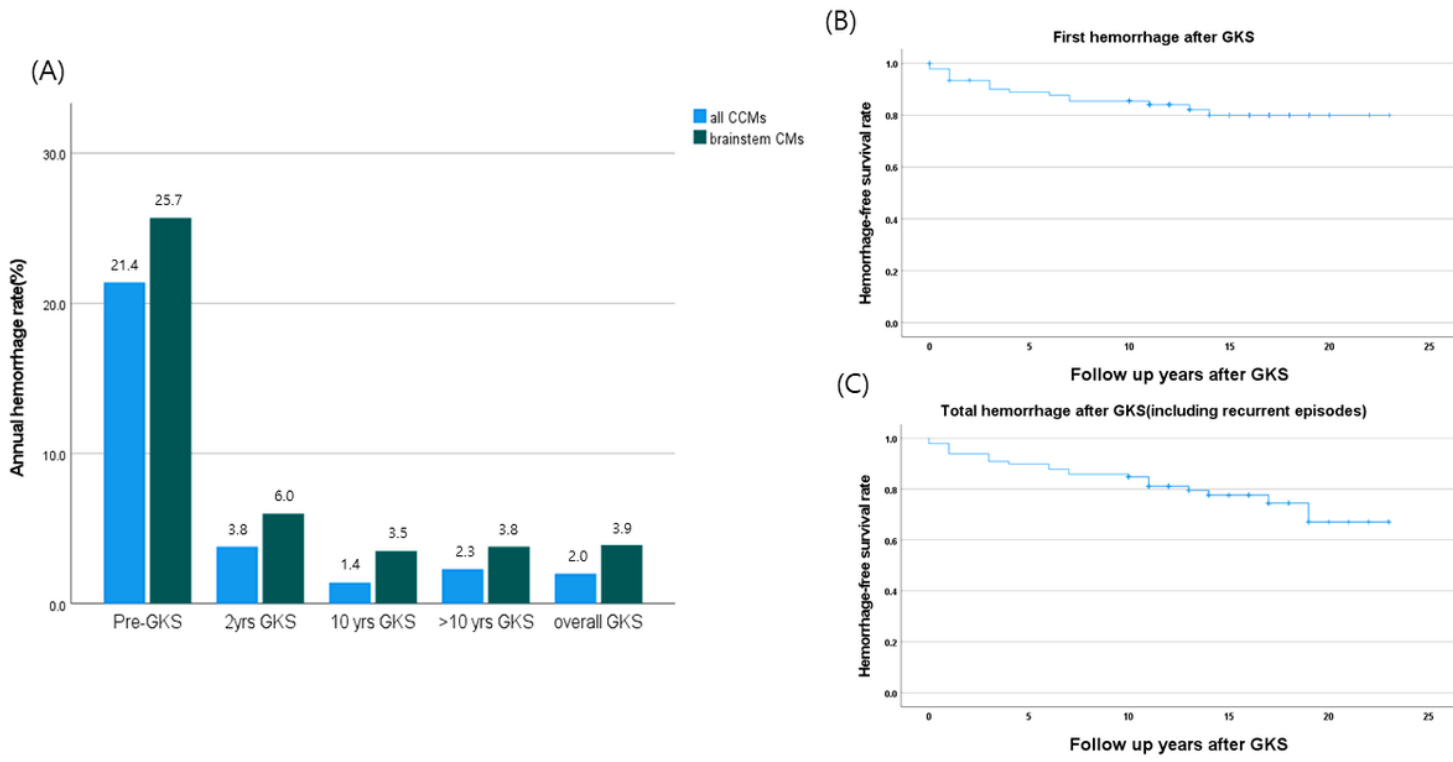 (A)
Annual hemorrhage rate(%)
30.0
20.0
10.0
0.0
21.4
25.7
3.8
6.0
1.4
3.5
2.3
3.8
2.0
3.9
Pre-GKS
2yrs GKS
10 yrs GKS
>10 yrs GKS
overall GKS
all CCMs
brainstem CMs
(B)
First hemorrhage after GKS
Hemorrhage-free survival rate
1.0
0.8
0.6
0.4
0.2
0.0
0 5 10 15 20 25
Follow up years after GKS
(C)
Total hemorrhage after GKS(including recurrent episodes)
Hemorrhage-free survival rate
1.0
0.8
0.6
0.4
0.2
0.0
0 5 10 15 20 25
Follow up years after GKS